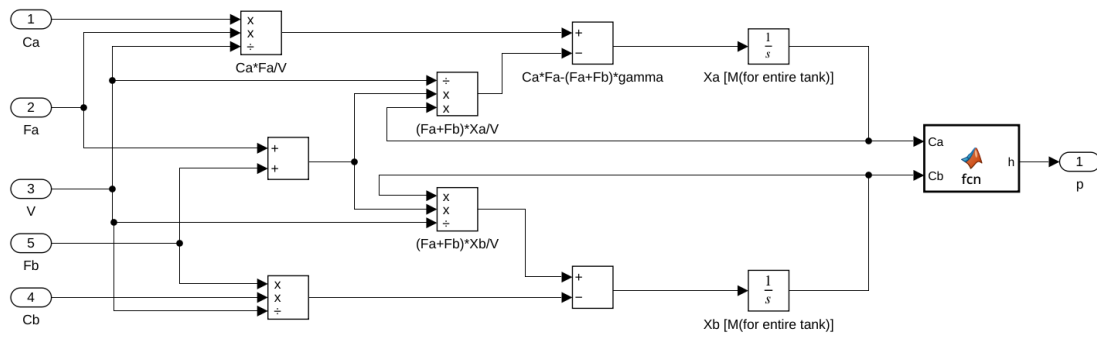 1
Ca
x
x
÷
Ca*Fa/V
+
−
Ca*Fa-(Fa+Fb)*gamma
1
s
Xa [M(for entire tank)]
÷
x
x
(Fa+Fb)*Xa/V
2
Fa
+
+
Ca
Cb
fcn
h
1
p
3
V
x
x
÷
(Fa+Fb)*Xb/V
5
Fb
4
Cb
x
x
÷
+
−
1
s
Xb [M(for entire tank)]